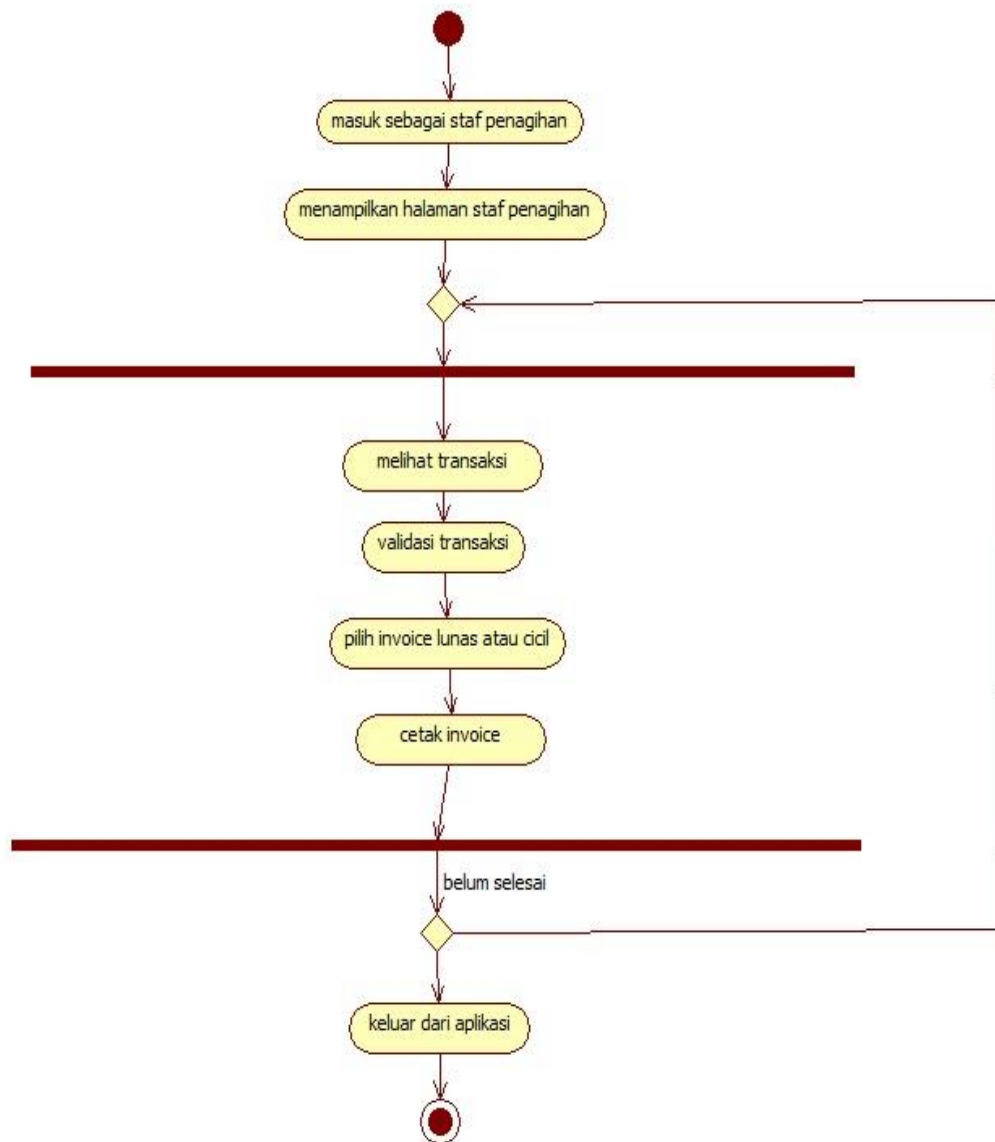 masuk sebagai staf penagihan
menampilkan halaman staf penagihan
melihat transaksi
validasi transaksi
pilih invoice lunas atau cicil
cetak invoice
belum selesai
keluar dari aplikasi